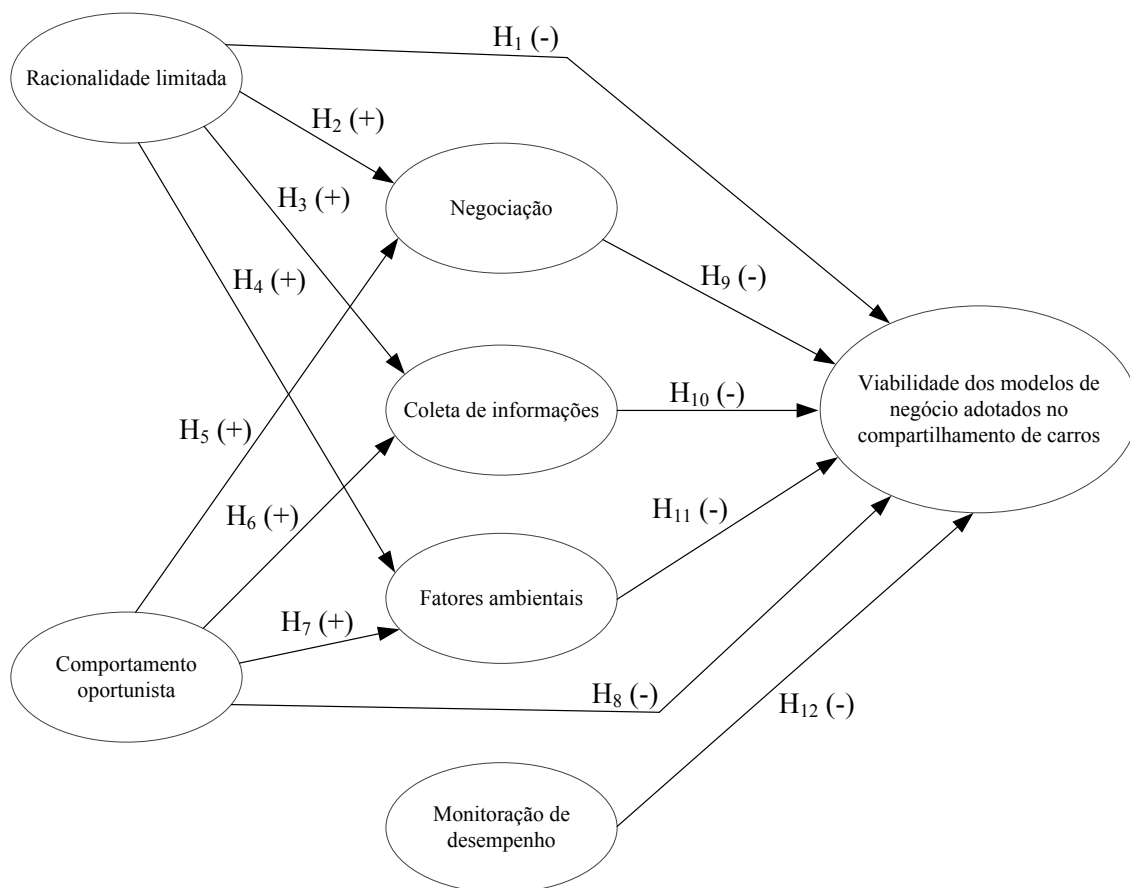 H₁ (-)
Racionalidade limitada
H₂ (+)
Negociação
H₃ (+)
H₄ (+)
H₉ (-)
Viabilidade dos modelos de
negócio adotados no
compartilhamento de carros
Coleta de informações
H₁₀ (-)
H₅ (+)
H₆ (+)
H₁₁ (-)
Fatores ambientais
H₇ (+)
Comportamento
oportunista
H₈ (-)
H₁₂ (-)
Monitoração de
desempenho